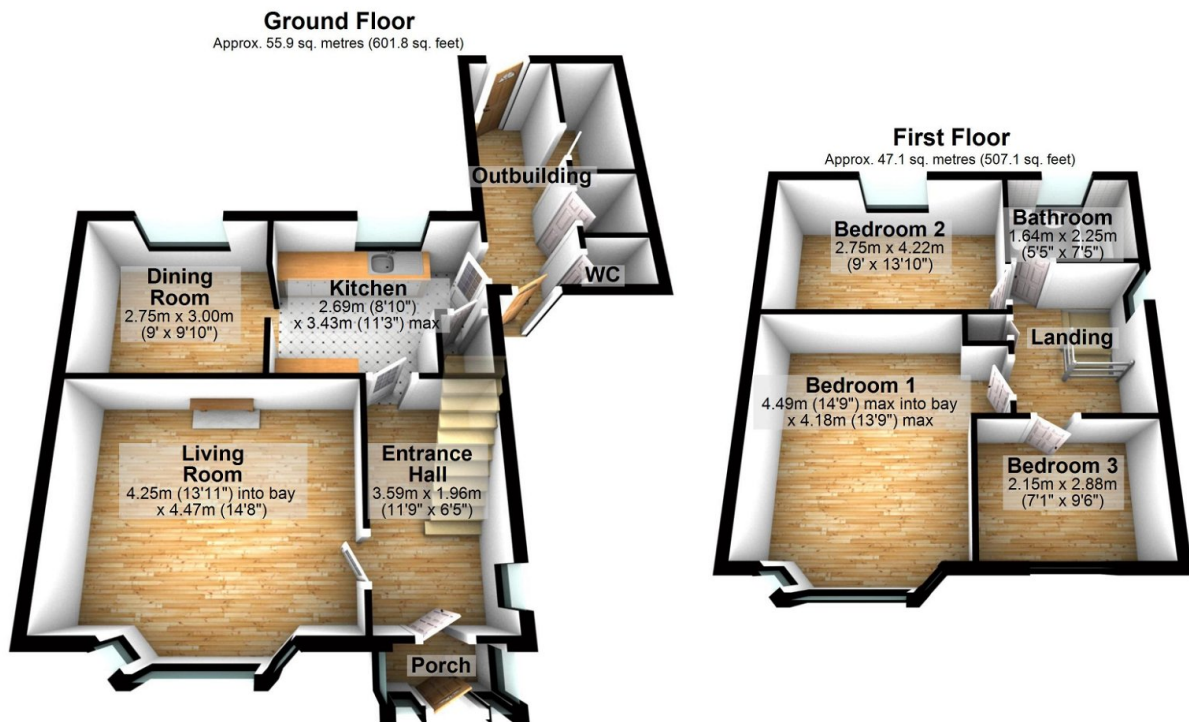 Ground Floor
Approx. 55.9 sq. metres (601.8 sq. feet)
Outbuilding
WC
Dining
Room
2.75m x 3.00m
(9' x 9'10")
Kitchen
2.69m (8'10")
x 3.43m (11'3") max
Living
Room
4.25m (13'11") into bay
x 4.47m (14'8")
Entrance
Hall
3.59m x 1.96m
(11'9" x 6'5")
Porch
First Floor
Approx. 47.1 sq. metres (507.1 sq. feet)
Bedroom 2
2.75m x 4.22m
(9' x 13'10")
Bathroom
1.64m x 2.25m
(5'5" x 7'5")
Landing
Bedroom 1
4.49m (14'9") max into bay
x 4.18m (13'9") max
Bedroom 3
2.15m x 2.88m
(7'1" x 9'6")